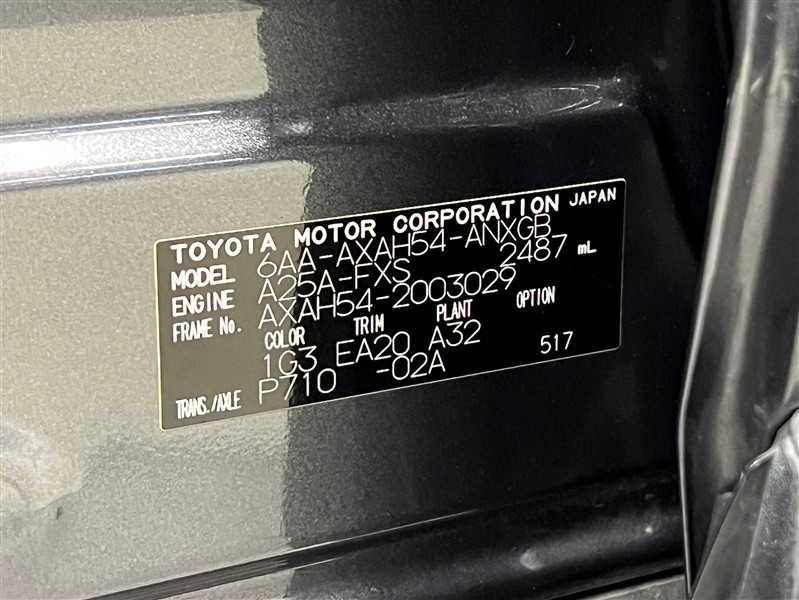 TOYOTA MOTOR CORPORATION JAPAN
MODEL 6AA-AXAH54-ANXGB
ENGINE A25A-FXS 2487 mL
FRAME No. AXAH54-2003029
COLOR TRIM PLANT OPTION
1G3 EA20 A32
TRANS./AXLE P710 -02A 517